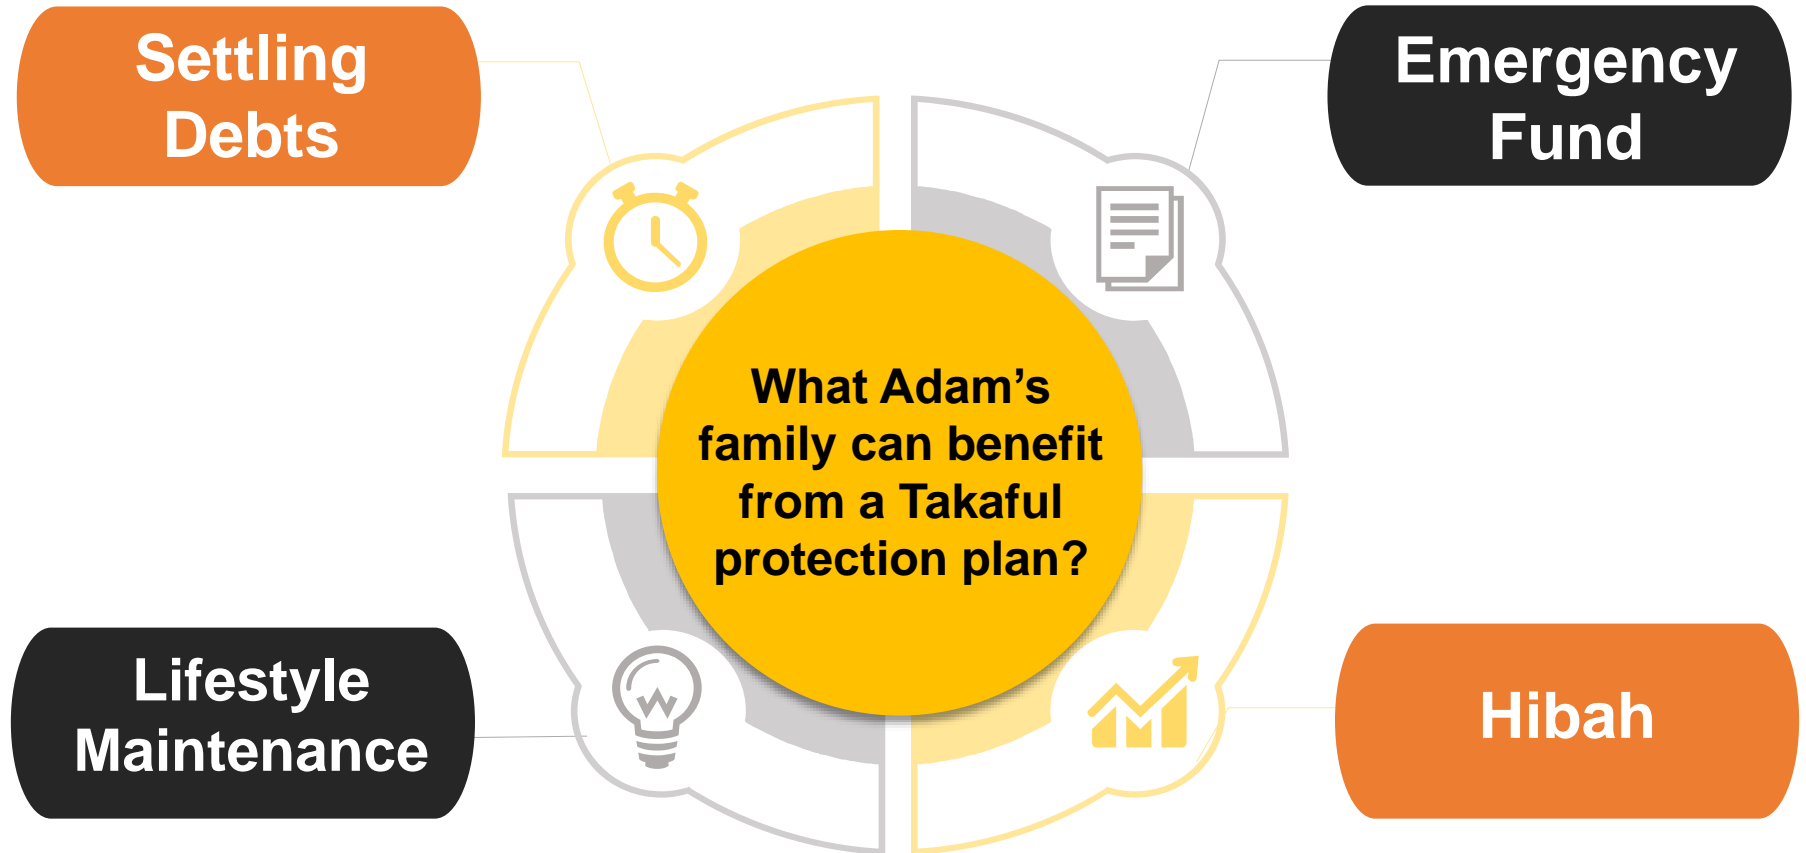 Settling
Debts
Emergency
Fund
What Adam’s
family can benefit
from a Takaful
protection plan?
Lifestyle
Maintenance
Hibah